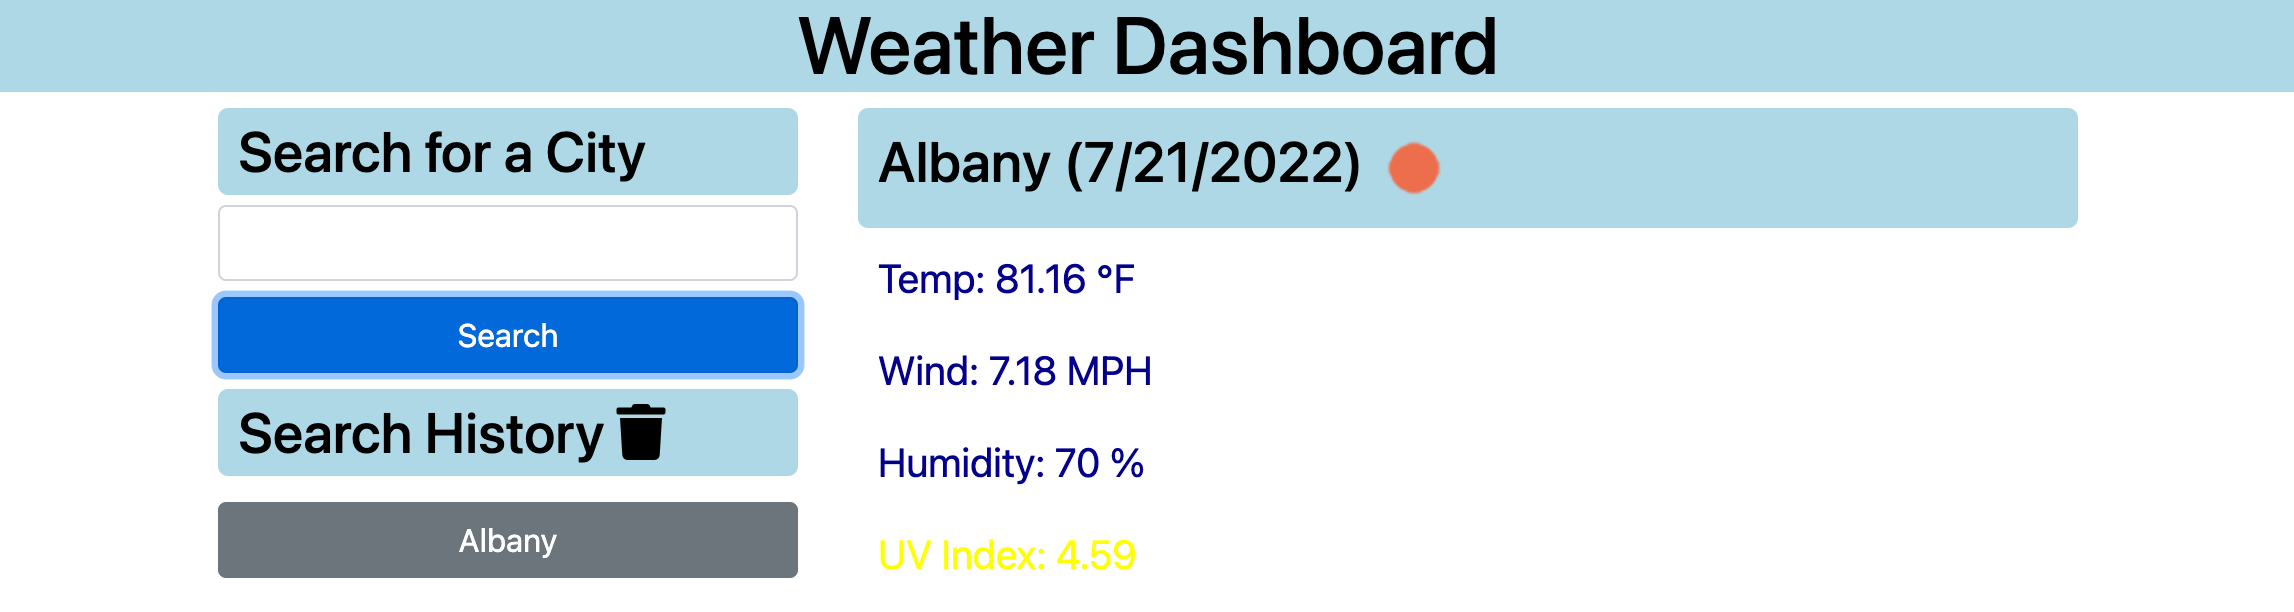 Weather Dashboard
Search for a City
Search
Search History
Albany
Albany (7/21/2022)
Temp: 81.16 °F
Wind: 7.18 MPH
Humidity: 70 %
UV Index: 4.59